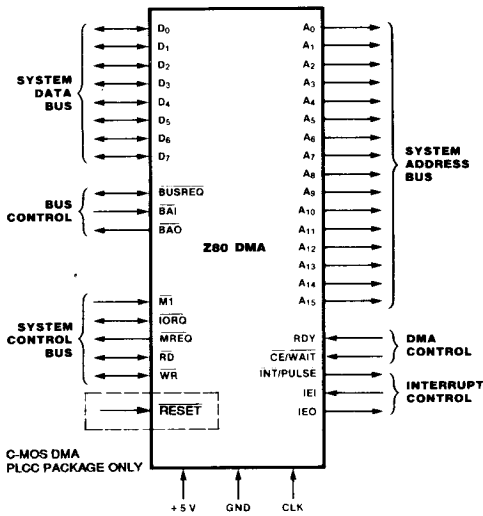 SYSTEM
DATA
BUS
D0
D1
D2
D3
D4
D5
D6
D7
BUS
CONTROL
BUSREQ
BAI
BAO
Z80 DMA
SYSTEM
CONTROL
BUS
M1
IORQ
MREQ
RD
WR
RESET
C-MOS DMA
PLCC PACKAGE ONLY
A0
A1
A2
A3
A4
A5
A6
A7
A8
A9
A10
A11
A12
A13
A14
A15
SYSTEM
ADDRESS
BUS
RDY
CE/WAIT
DMA
CONTROL
INT/PULSE
IEI
IEO
INTERRUPT
CONTROL
+5 V
GND
CLK